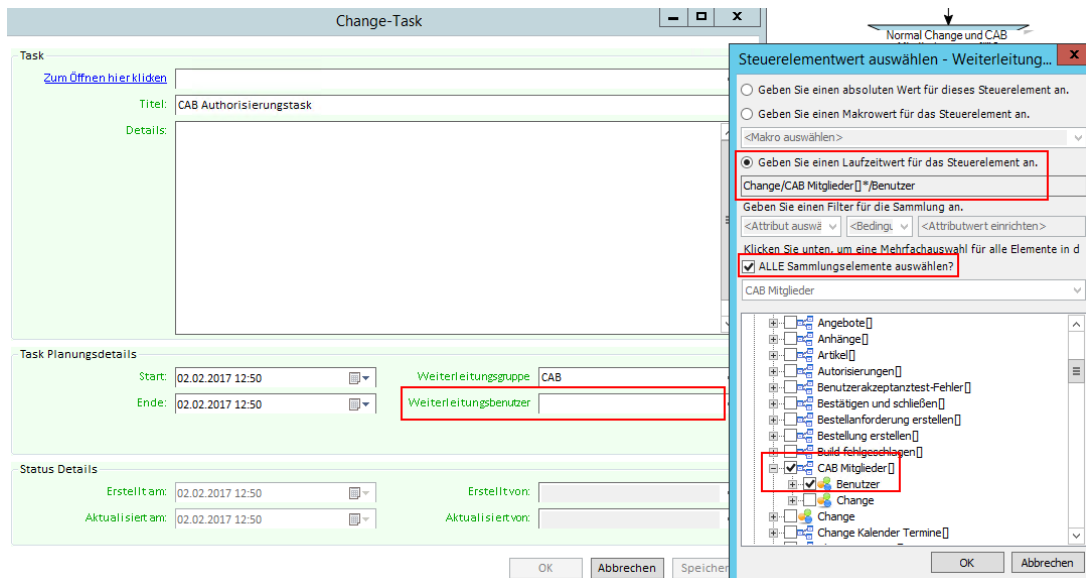 Change-Task
Task
Zum Öffnen hier klicken
Titel: CAB Authorisierungstask
Details:
Task Planungsdetails
Start: 02.02.2017 12:50
Weiterleitungsgruppe CAB
Ende: 02.02.2017 12:50
Weiterleitungsbenutzer
Status Details
Erstellt am: 02.02.2017 12:50
Erstellt von:
Aktualisiert am: 02.02.2017 12:50
Aktualisiert von:
OK Abbrechen Speicher
Normal Change und CAB
Steuerelementwert auswählen - Weiterleitung...
Geben Sie einen absoluten Wert für dieses Steuerelement an.
Geben Sie einen Makrowert für das Steuerelement an.
<Makro auswählen>
Geben Sie einen Laufzeitwert für das Steuerelement an.
Change/CAB Mitglieder[]*/Benutzer
Geben Sie einen Filter für die Sammlung an.
<Attribut auswä <Bedingu <Attributwert einrichten>
Klicken Sie unten, um eine Mehrfachauswahl für alle Elemente in d
ALLE Sammlungselemente auswählen?
CAB Mitglieder
Angebote[]
Anhänge[]
Artikel[]
Autorisierungen[]
Benutzerakzeptanztest-Fehler[]
Bestätigen und schließen[]
Bestellanforderung erstellen[]
Bestellung erstellen[]
Build fehlgeschlagen[]
CAB Mitglieder[]
Benutzer
Change
Change
Change Kalender Termine[]
OK Abbrechen